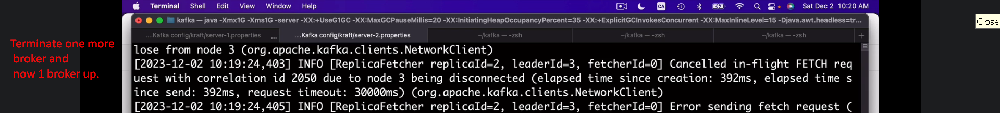 Terminal Shell Edit View Window Help CA Sat Dec 2 10:20 AM
kafka — java -Xmx1G -Xms1G -server -XX:+UseG1GC -XX:MaxGCPauseMillis=20 -XX:InitiatingHeapOccupancyPercent=35 -XX:+ExplicitGCInvokesConcurrent -XX:MaxInlineLevel=15 -Djava.awt.headless=tr...
Close
....Kafka config/kraft/server-1.properties ... ....Kafka config/kraft/server-2.properties ~/kafka — -zsh ~/kafka — -zsh ~/kafka — -zsh +
Terminate one more
broker and
now 1 broker up.
lose from node 3 (org.apache.kafka.clients.NetworkClient)
[2023-12-02 10:19:24,403] INFO [ReplicaFetcher replicaId=2, leaderId=3, fetcherId=0] Cancelled in-flight FETCH req
uest with correlation id 2050 due to node 3 being disconnected (elapsed time since creation: 392ms, elapsed time s
ince send: 392ms, request timeout: 30000ms) (org.apache.kafka.clients.NetworkClient)
[2023-12-02 10:19:24,405] INFO [ReplicaFetcher replicaId=2, leaderId=3, fetcherId=0] Error sending fetch request (